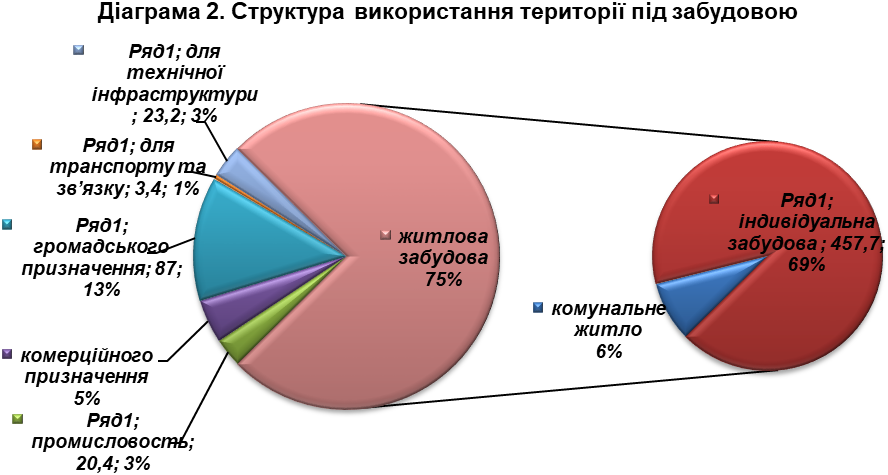 Діаграма 2. Структура використання території під забудовою
Ряд1; для
технічної
інфраструктури
; 23,2; 3%
Ряд1; для
транспорту та
зв’язку; 3,4; 1%
Ряд1;
громадського
призначення; 87;
13%
комерційного
призначення
5%
Ряд1;
промисловость;
20,4; 3%
житлова
забудова
75%
Ряд1;
індивідуальна
забудова ; 457,7;
69%
комунальне
житло
6%